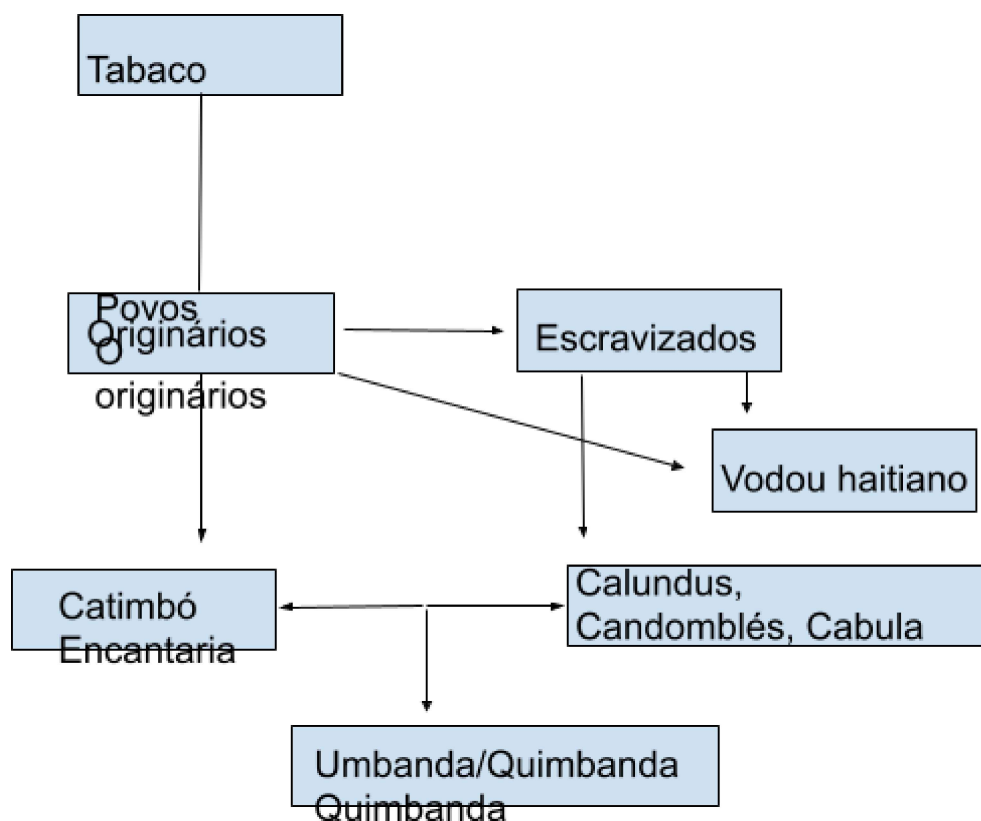 Tabaco
Povos
Originários
O
originários
Escravizados
Vodou haitiano
Catimbó
Encantaria
Calundus,
Candomblés, Cabula
Umbanda/Quimbanda
Quimbanda